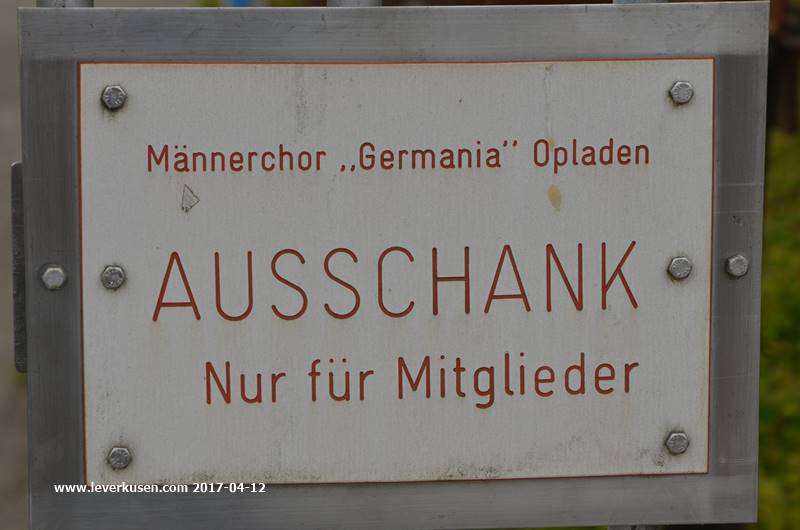 Männerchor „Germania” Opladen
AUSSCHANK
Nur für Mitglieder
www.leverkusen.com 2017-04-12